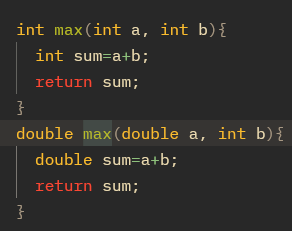 int max(int a, int b){
  int sum=a+b;
  return sum;
}
double max(double a, int b){
  double sum=a+b;
  return sum;
}